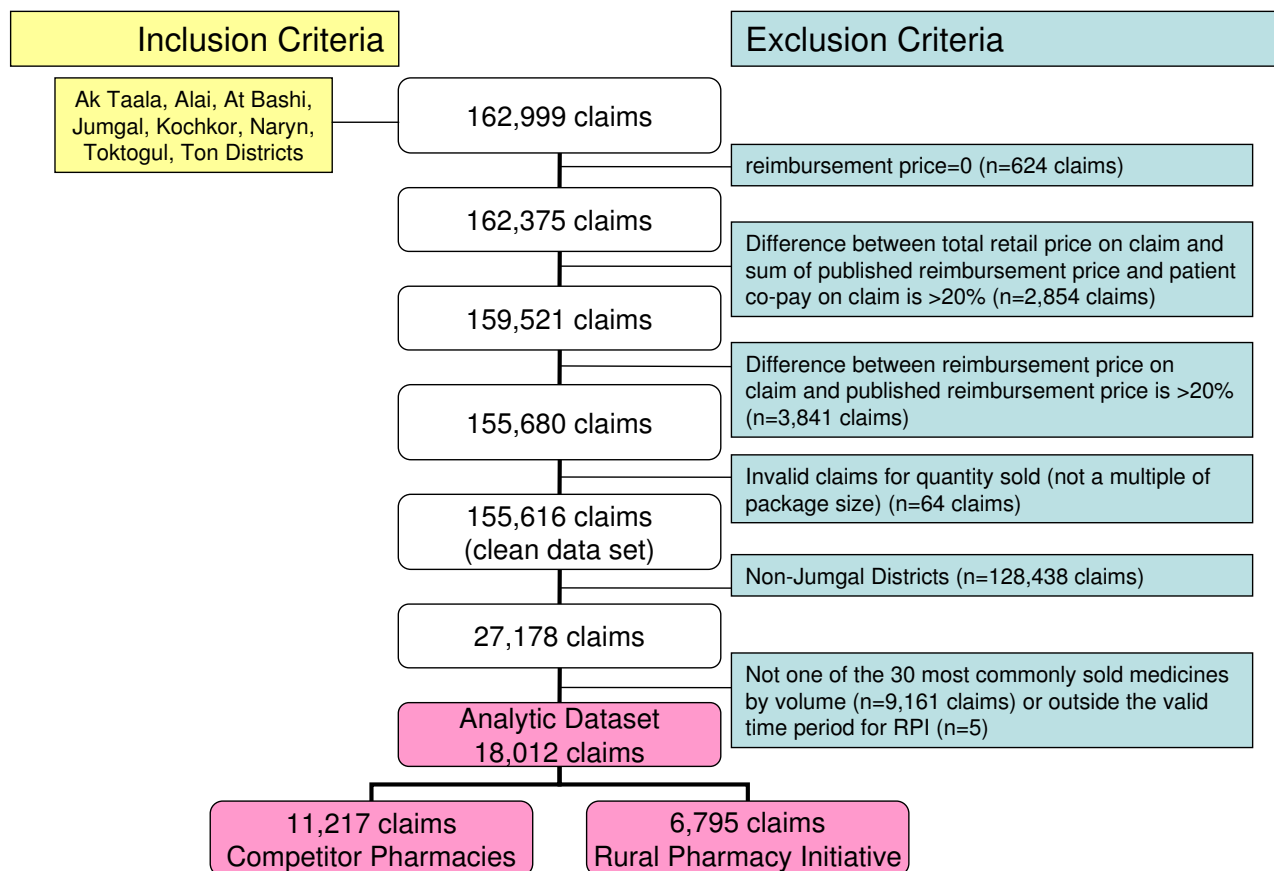 Inclusion Criteria
Exclusion Criteria
Ak Taala, Alai, At Bashi,
Jumgal, Kochkor, Naryn,
Toktogul, Ton Districts
162,999 claims
reimbursement price=0 (n=624 claims)
162,375 claims
Difference between total retail price on claim and
sum of published reimbursement price and patient
co-pay on claim is >20% (n=2,854 claims)
159,521 claims
Difference between reimbursement price on
claim and published reimbursement price is >20%
(n=3,841 claims)
155,680 claims
Invalid claims for quantity sold (not a multiple of
package size) (n=64 claims)
155,616 claims
(clean data set)
Non-Jumgal Districts (n=128,438 claims)
27,178 claims
Not one of the 30 most commonly sold medicines
by volume (n=9,161 claims) or outside the valid
time period for RPI (n=5)
Analytic Dataset
18,012 claims
11,217 claims
Competitor Pharmacies
6,795 claims
Rural Pharmacy Initiative